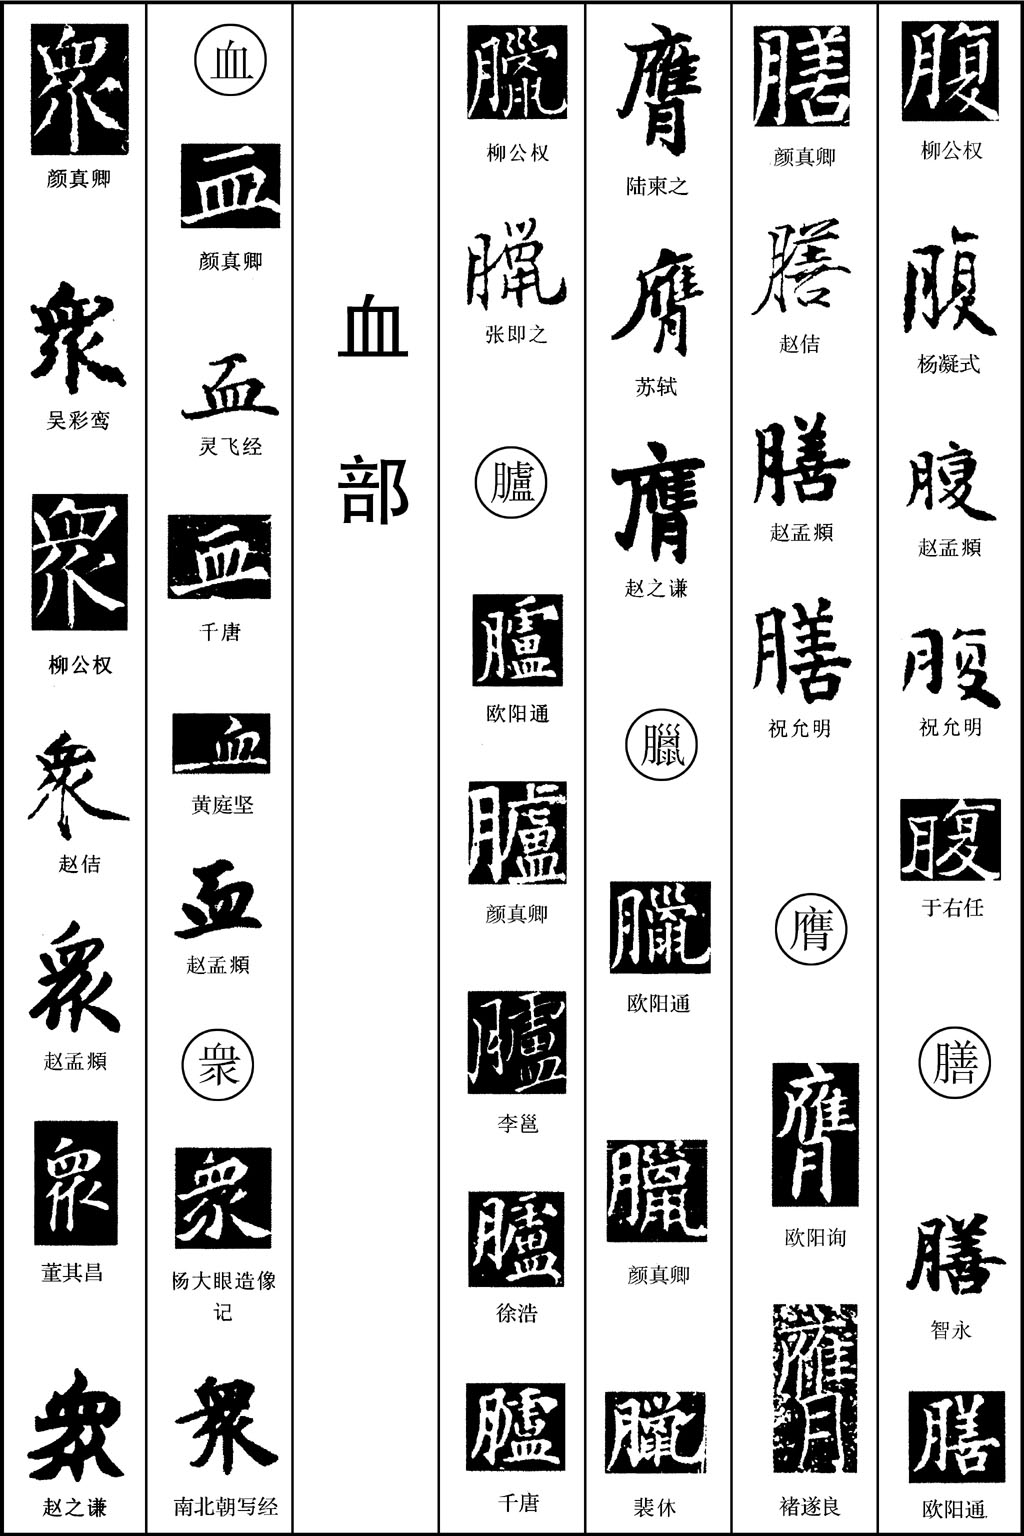 腹
柳公权
腹
杨凝式
腹
赵孟頫
腹
祝允明
腹
于右任
膳
膳
智永
膳
欧阳通
膳
颜真卿
膳
赵佶
膳
赵孟頫
膳
祝允明
膺
膺
欧阳询
膺
褚遂良
膺
陆柬之
膺
苏轼
膺
赵之谦
臘
臘
欧阳通
臘
颜真卿
臘
裴休
臘
柳公权
臘
张即之
臚
臚
欧阳通
臚
颜真卿
臚
李邕
臚
徐浩
臚
千唐
血部
血
血
颜真卿
血
灵飞经
血
千唐
血
黄庭坚
血
赵孟頫
衆
衆
杨大眼造像
记
衆
南北朝写经
衆
颜真卿
衆
吴彩鸾
衆
柳公权
衆
赵佶
衆
赵孟頫
衆
董其昌
衆
赵之谦